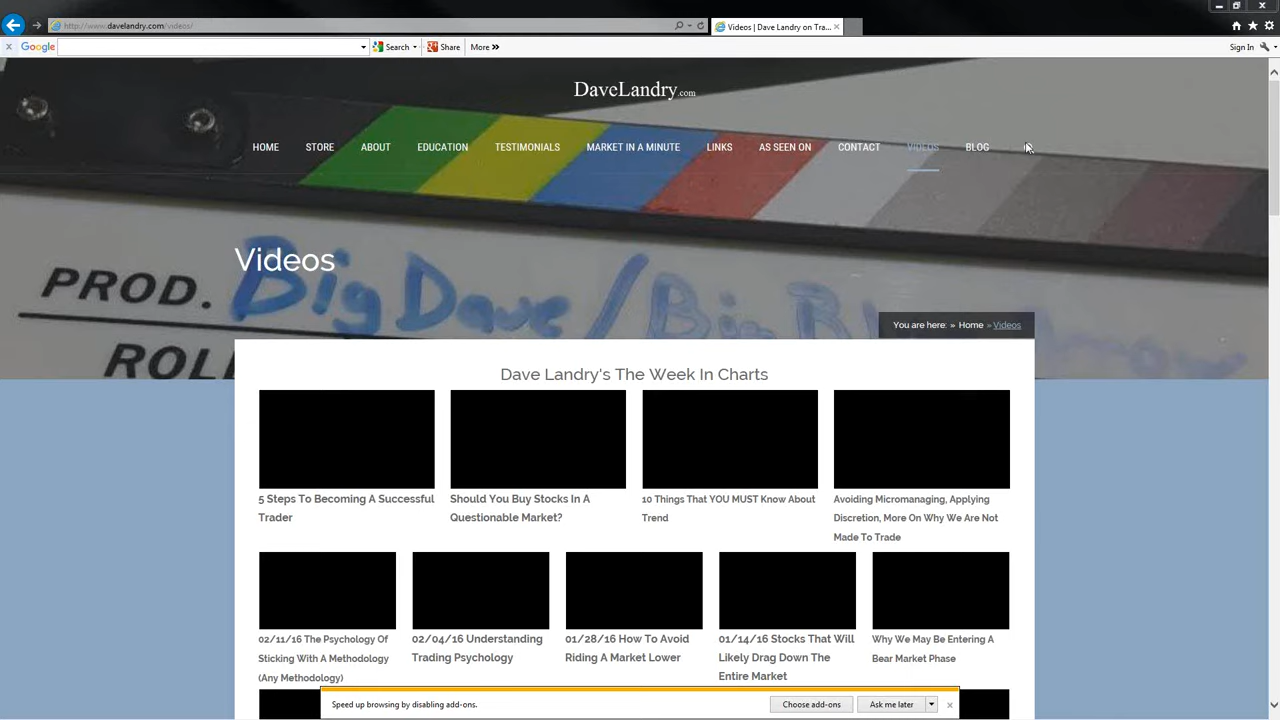 http://www.davelandry.com/videos/
Videos | Dave Landry on Tra...
Google
Search
Share
More »
Sign In
DaveLandry.com
HOME STORE ABOUT EDUCATION TESTIMONIALS MARKET IN A MINUTE LINKS AS SEEN ON CONTACT VIDEOS BLOG
Videos
PROD. Big Dave/Big
ROLL
You are here: » Home » Videos
Dave Landry's The Week In Charts
5 Steps To Becoming A Successful
Trader
Should You Buy Stocks In A
Questionable Market?
10 Things That YOU MUST Know About
Trend
Avoiding Micromanaging, Applying
Discretion, More On Why We Are Not
Made To Trade
02/11/16 The Psychology Of
Sticking With A Methodology
(Any Methodology)
02/04/16 Understanding
Trading Psychology
01/28/16 How To Avoid
Riding A Market Lower
01/14/16 Stocks That Will
Likely Drag Down The
Entire Market
Why We May Be Entering A
Bear Market Phase
Speed up browsing by disabling add-ons.
Choose add-ons
Ask me later